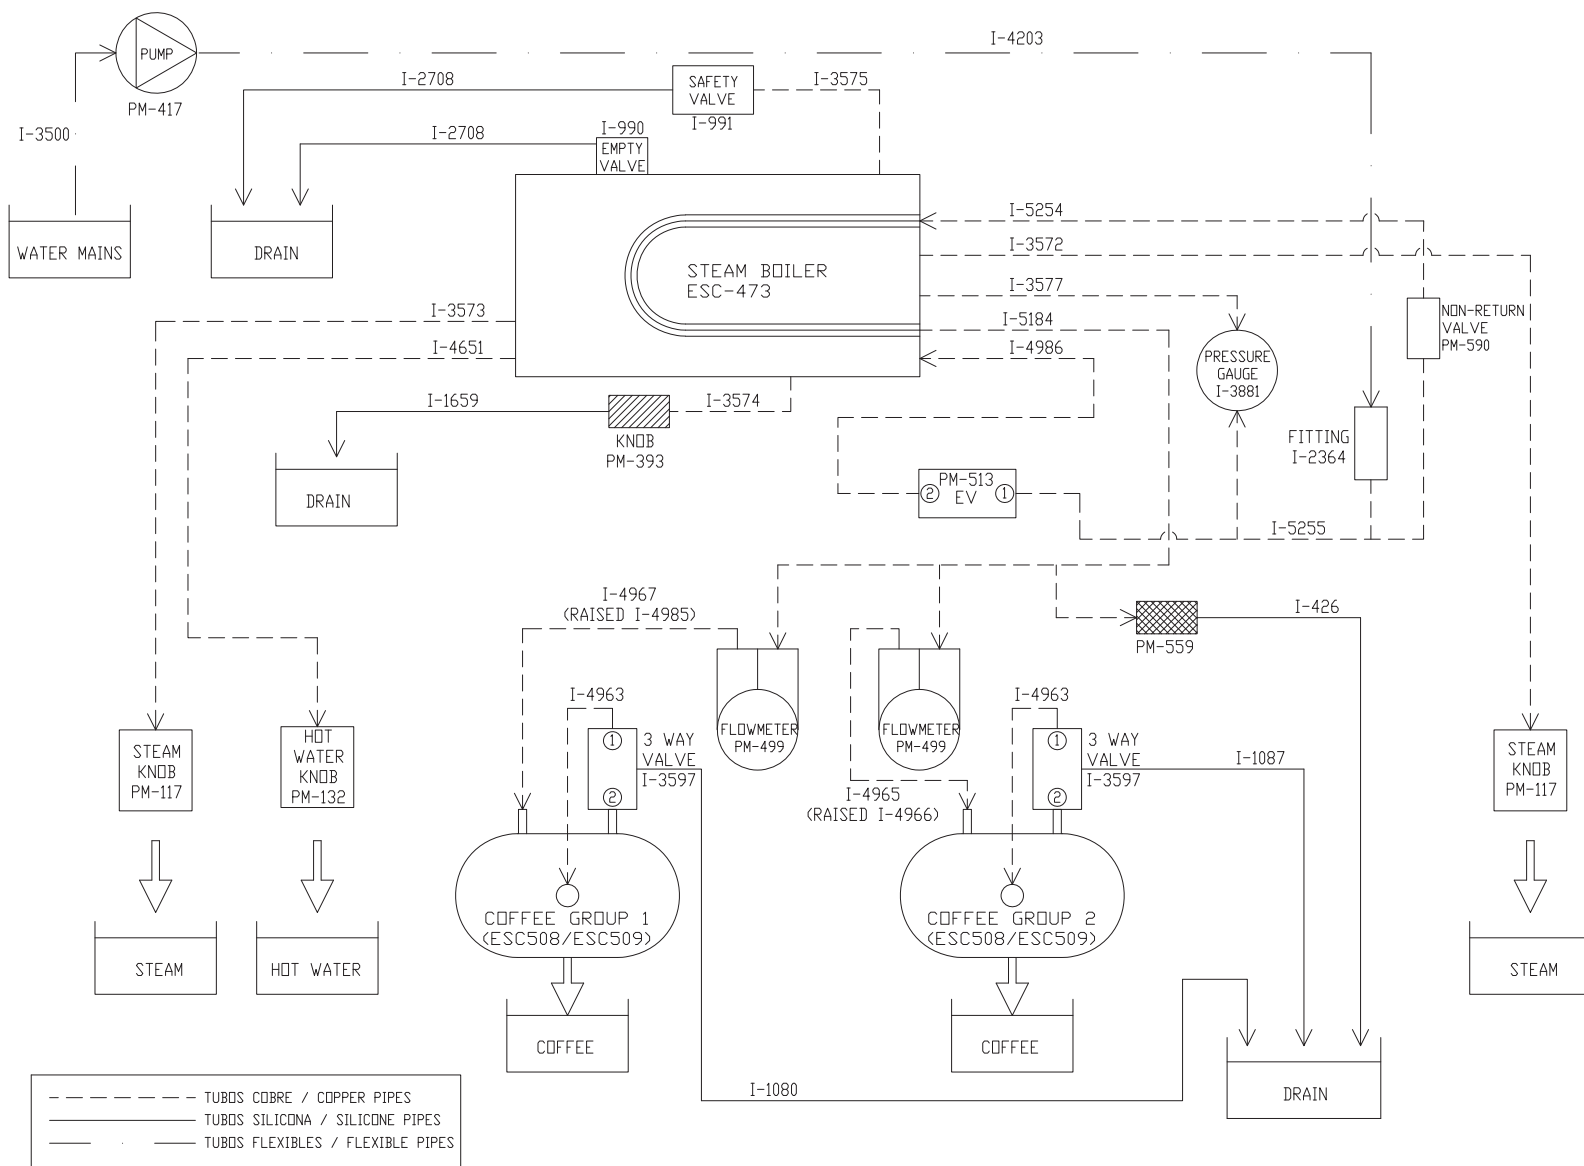 I-4203
PUMP
PM-417
I-3500
I-2708
SAFETY
VALVE
I-991
I-3575
I-2708
I-990
EMPTY
VALVE
WATER MAINS
DRAIN
STEAM BOILER
ESC-473
I-5254
I-3572
I-3577
I-5184
I-4986
I-3573
I-4651
NON-RETURN
VALVE
PM-590
PRESSURE
GAUGE
I-3881
I-1659
I-3574
KNOB
PM-393
DRAIN
FITTING
I-2364
PM-513
EV
2
1
I-5255
I-4967
(RAISED I-4985)
I-426
PM-559
I-4963
FLOWMETER
PM-499
FLOWMETER
PM-499
I-4963
1
3 WAY
VALVE
I-3597
2
1
3 WAY
VALVE
I-3597
2
I-1087
I-4965
(RAISED I-4966)
STEAM
KNOB
PM-117
HOT
WATER
KNOB
PM-132
STEAM
KNOB
PM-117
COFFEE GROUP 1
(ESC508/ESC509)
COFFEE GROUP 2
(ESC508/ESC509)
STEAM
HOT WATER
STEAM
COFFEE
COFFEE
I-1080
DRAIN
TUBOS COBRE / COPPER PIPES
TUBOS SILICONA / SILICONE PIPES
TUBOS FLEXIBLES / FLEXIBLE PIPES